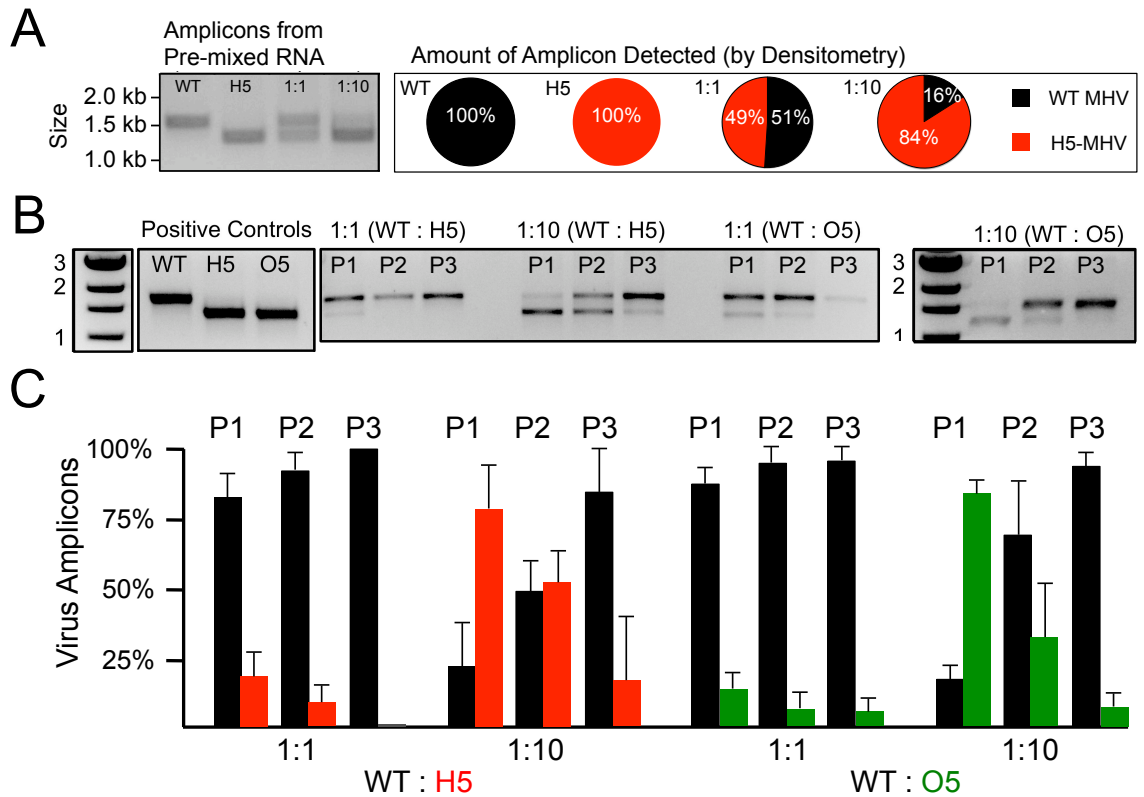 A
Amplicons from
Pre-mixed RNA
Amount of Amplicon Detected (by Densitometry)
WT H5 1:1 1:10
Size
2.0 kb
1.5 kb
1.0 kb
WT 100%
H5 100%
1:1 49% 51%
1:10 16% 84%
WT MHV
H5-MHV
B
Positive Controls 1:1 (WT : H5) 1:10 (WT : H5) 1:1 (WT : O5) 1:10 (WT : O5)
3
2
1
WT H5 O5
P1 P2 P3 P1 P2 P3 P1 P2 P3
3
2
1
P1 P2 P3
C
P1 P2 P3 P1 P2 P3 P1 P2 P3 P1 P2 P3
Virus Amplicons
100%
75%
50%
25%
1:1 1:10 1:1 1:10
WT : H5 WT : O5